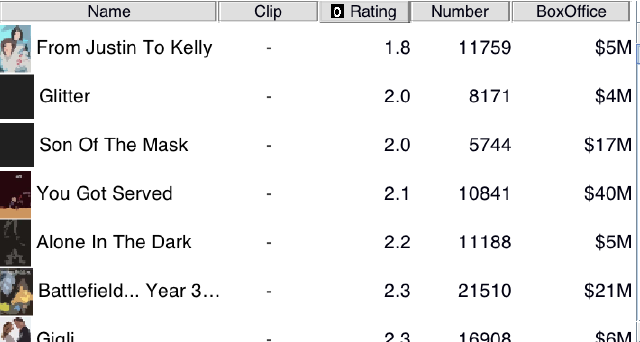 Name Clip 0 Rating Number BoxOffice
From Justin To Kelly - 1.8 11759 $5M
Glitter - 2.0 8171 $4M
Son Of The Mask - 2.0 5744 $17M
You Got Served - 2.1 10841 $40M
Alone In The Dark - 2.2 11188 $5M
Battlefield... Year 3... - 2.3 21510 $21M
Gigli - 2.3 16908 $6M